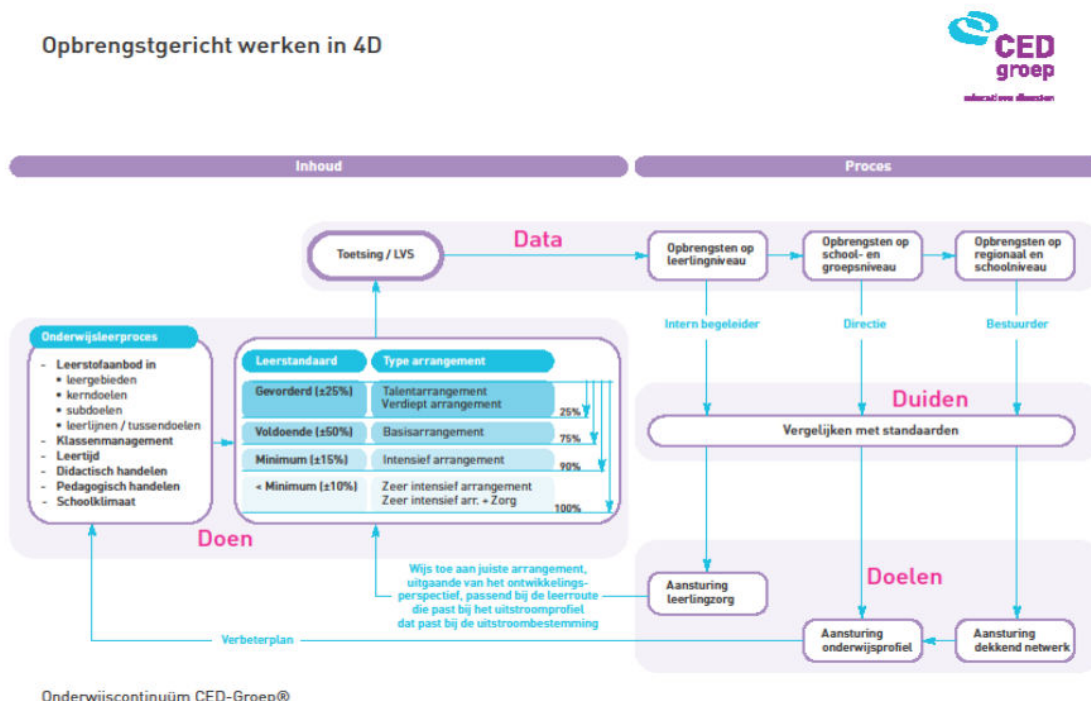 Opbrengstgericht werken in 4D
CED
groep
educatieve diensten
Inhoud
Proces
Data
Toetsing / LVS
Opbrengsten op
leerlingniveau
Opbrengsten op
school- en
groepsniveau
Opbrengsten op
regionaal en
schoolniveau
Intern begeleider
Directie
Bestuurder
Onderwijsleerproces
- Leerstofaanbod in
• leergebieden
• kerndoelen
• subdoelen
• leerlijnen / tussendoelen
- Klassenmanagement
- Leertijd
- Didactisch handelen
- Pedagogisch handelen
- Schoolklimaat
Leerstandaard
Type arrangement
Gevorderd (±25%)
Talentarrangement
Verdiept arrangement
25%
Voldoende (±50%)
Basisarrangement
75%
Minimum (±15%)
Intensief arrangement
90%
< Minimum (±10%)
Zeer intensief arrangement
Zeer intensief arr. + Zorg
100%
Doen
Duiden
Vergelijken met standaarden
Doelen
Wijs toe aan juiste arrangement,
uitgaande van het ontwikkelings-
perspectief, passend bij de leerroute
die past bij het uitstroomprofiel
dat past bij de uitstroombestemming
Aansturing
leerlingzorg
Verbeterplan
Aansturing
onderwijsprofiel
Aansturing
dekkend netwerk
Onderwijscontinuüm CED-Groep®